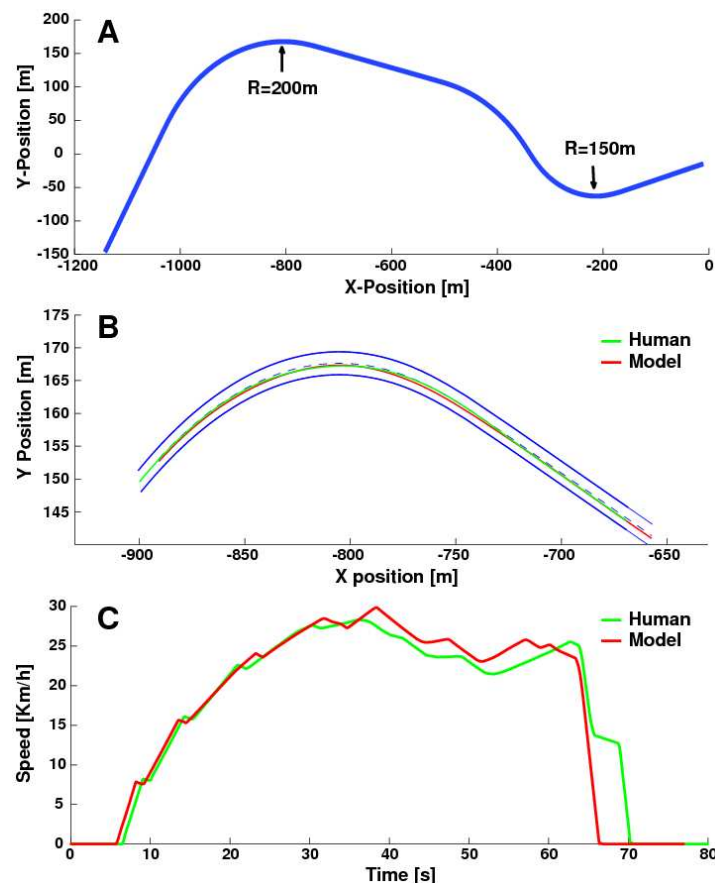 A
200
150
100
50
0
-50
-100
-150
Y-Position [m]
R=200m
R=150m
-1200 -1000 -800 -600 -400 -200 0
X-Position [m]
B
175
170
165
160
155
150
145
Y Position [m]
Human
Model
-900 -850 -800 -750 -700 -650
X position [m]
C
30
25
20
15
10
5
0
Speed [Km/h]
Human
Model
0 10 20 30 40 50 60 70 80
Time [s]